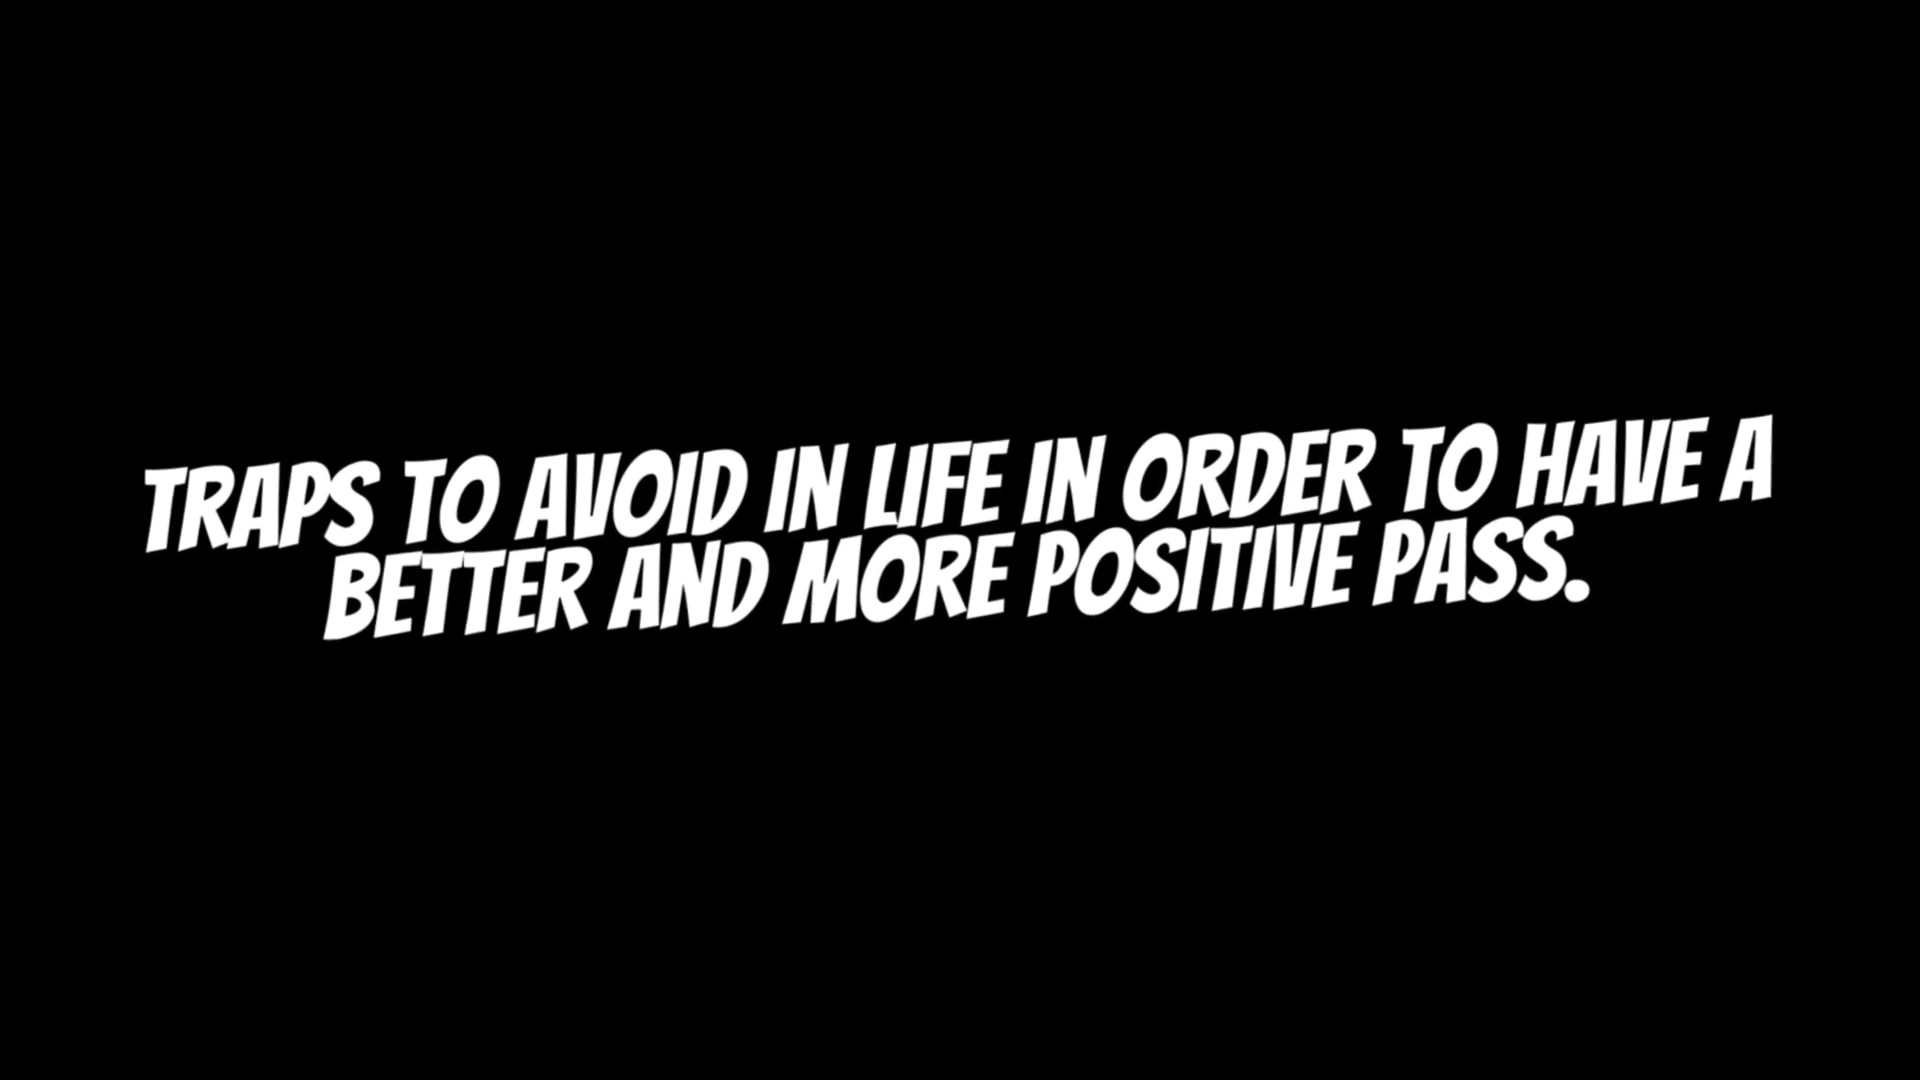 TRAPS TO AVOID IN LIFE IN ORDER TO HAVE A
BETTER AND MORE POSITIVE PASS.